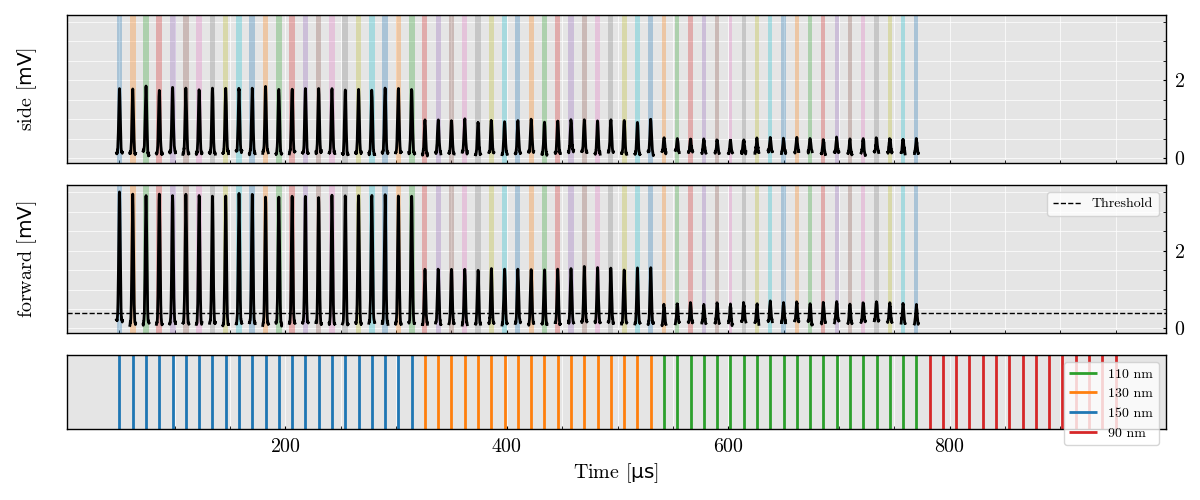 side [mV]
2
0
forward [mV]
Threshold
2
0
110 nm
130 nm
150 nm
90 nm
200
400
600
800
Time [μs]